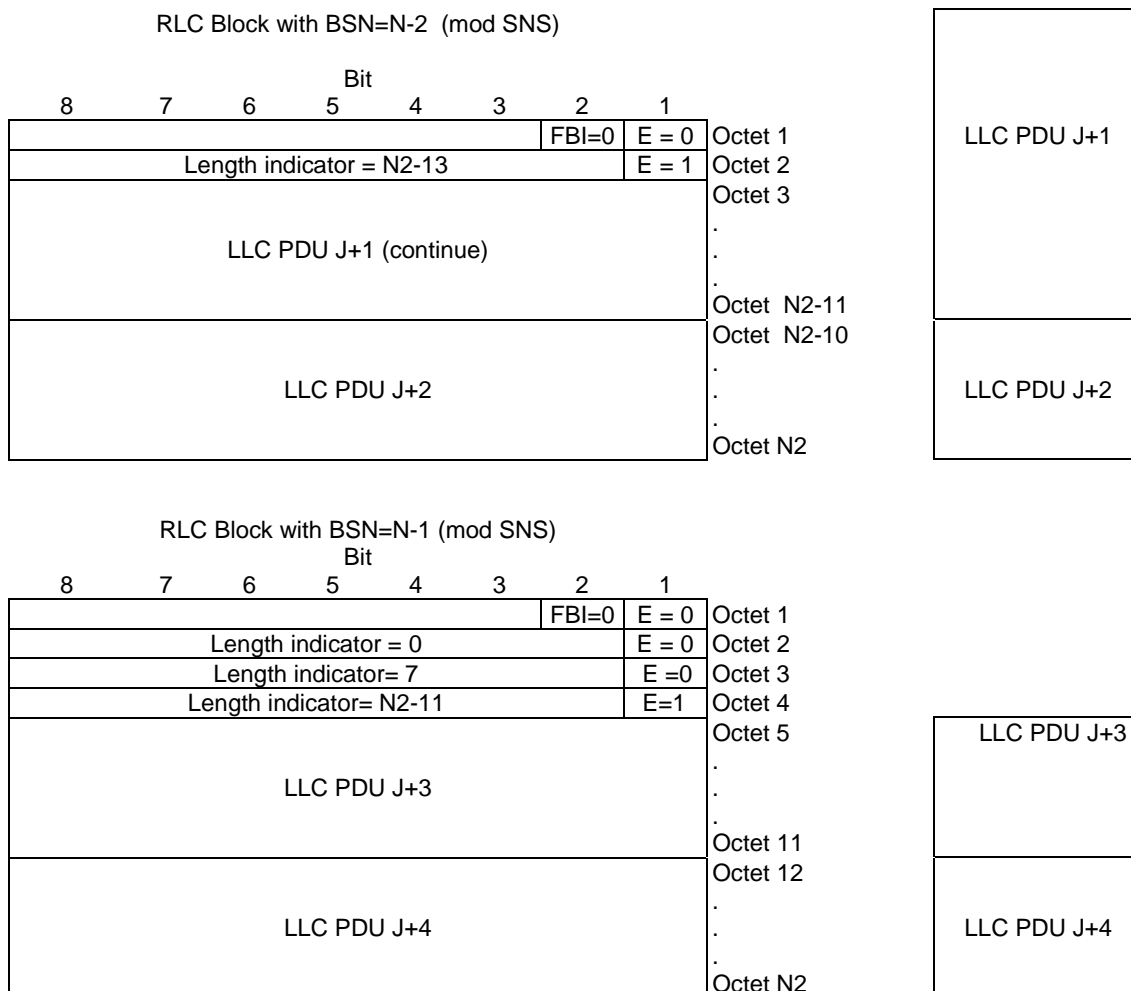 RLC Block with BSN=N-2 (mod SNS)
Bit
8 7 6 5 4 3 2 1
FBI=0 E = 0 Octet 1 LLC PDU J+1
Length indicator = N2-13 E = 1 Octet 2
Octet 3
.
LLC PDU J+1 (continue) .
.
Octet N2-11
Octet N2-10
.
LLC PDU J+2 . LLC PDU J+2
.
Octet N2
RLC Block with BSN=N-1 (mod SNS)
Bit
8 7 6 5 4 3 2 1
FBI=0 E = 0 Octet 1
Length indicator = 0 E = 0 Octet 2
Length indicator= 7 E =0 Octet 3
Length indicator= N2-11 E=1 Octet 4
Octet 5 LLC PDU J+3
.
LLC PDU J+3 .
.
Octet 11
Octet 12
.
LLC PDU J+4 . LLC PDU J+4
.
Octet N2